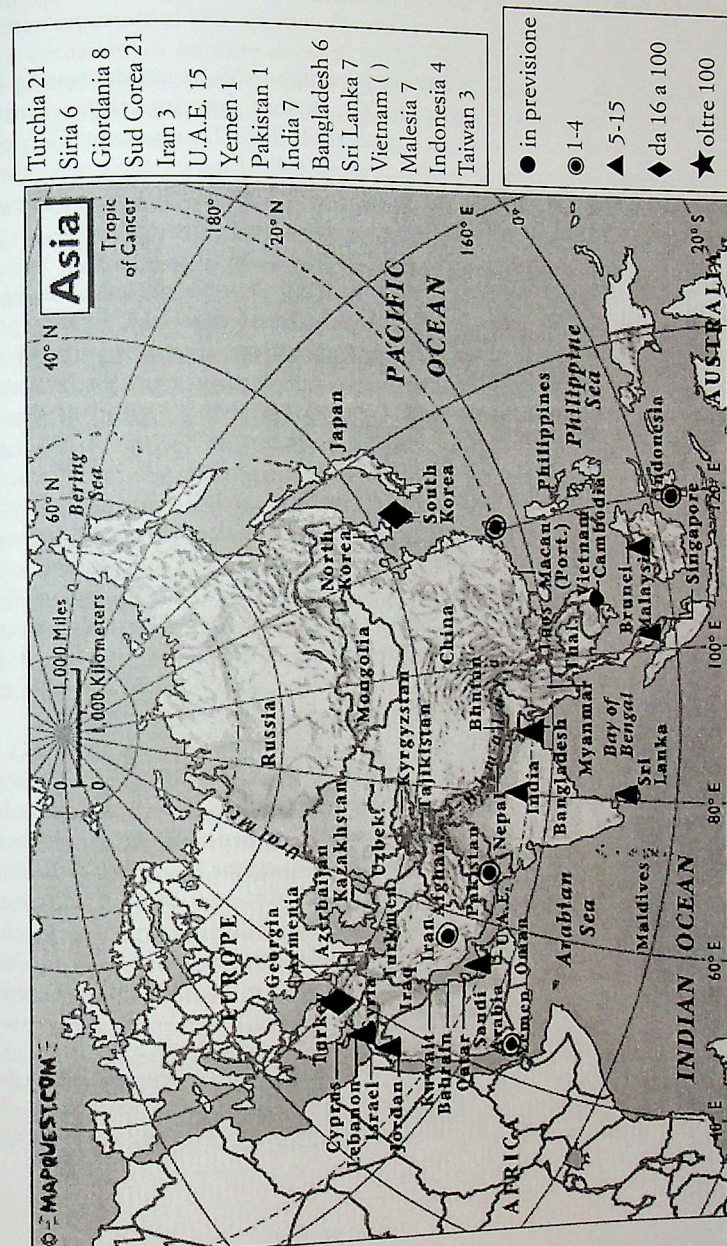 © MAPQUEST.COM
Asia
Tropic
of Cancer
0
1,000 Miles
0
1,000 Kilometers
60° N
40° N
180°
20° N
160° E
0°
20° S
40° E
60° E
80° E
100° E
Bering
Sea
PACIFIC
OCEAN
Philippine
Sea
INDIAN OCEAN
Arabian
Sea
Bay of
Bengal
EUROPE
AFRICA
AUSTRALIA
Ural Mts.
Russia
Georgia
Armenia
Azerbaijan
Kazakhstan
Uzbek.
Turkmen.
Kyrgyzstan
Tajikistan
Mongolia
China
North
Korea
South
Korea
Japan
Turkey
Cyprus
Lebanon
Israel
Jordan
Syria
Iraq
Iran
Afghan.
Pakistan
Kuwait
Bahrain
Qatar
Saudi
Arabia
U.A.E.
Oman
Yemen
Nepal
Bhutan
India
Bangladesh
Myanmar
Sri
Lanka
Maldives
Laos
Thai.
Vietnam
Cambodia
Macau
(Port.)
Philippines
Brunei
Malaysia
Singapore
Indonesia
Turchia 21
Siria 6
Giordania 8
Sud Corea 21
Iran 3
U.A.E. 15
Yemen 1
Pakistan 1
India 7
Bangladesh 6
Sri Lanka 7
Vietnam ( )
Malesia 7
Indonesia 4
Taiwan 3
in previsione
1-4
5-15
da 16 a 100
oltre 100